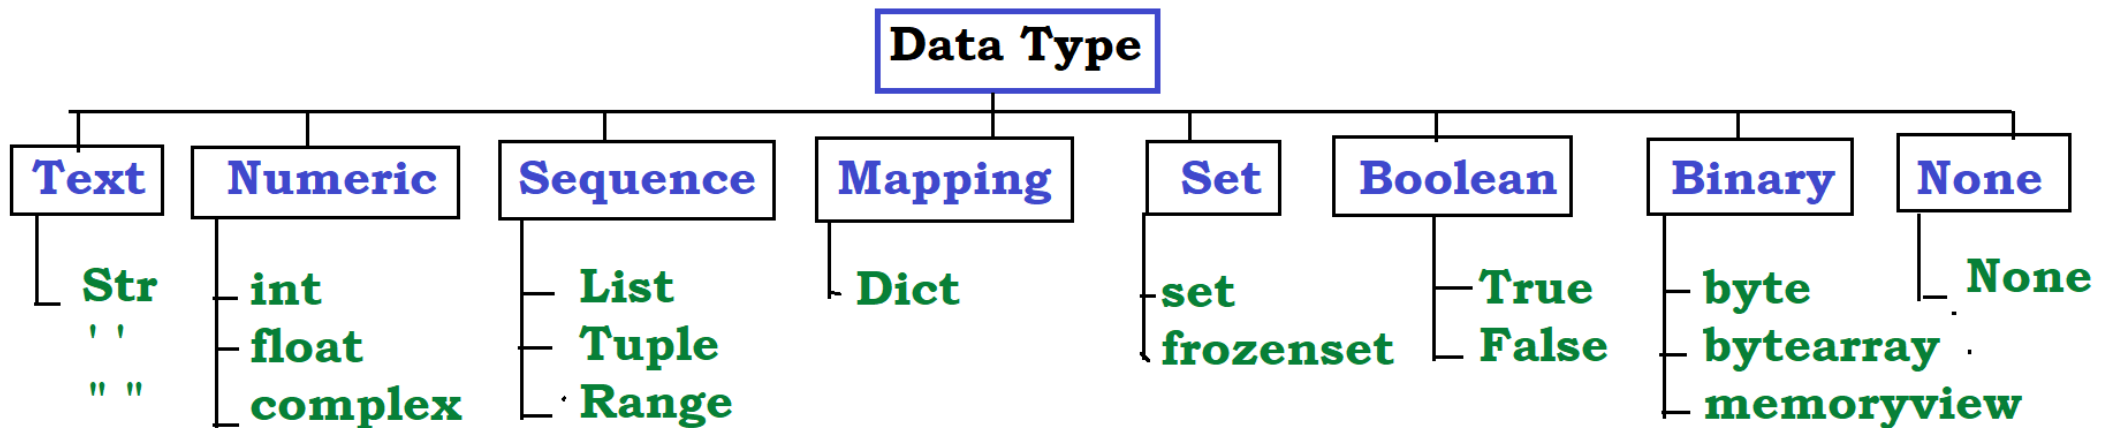 Data Type
Text
Numeric
Sequence
Mapping
Set
Boolean
Binary
None
Str
' '
" "
int
float
complex
List
Tuple
Range
Dict
set
frozenset
True
False
byte
bytearray
memoryview
None